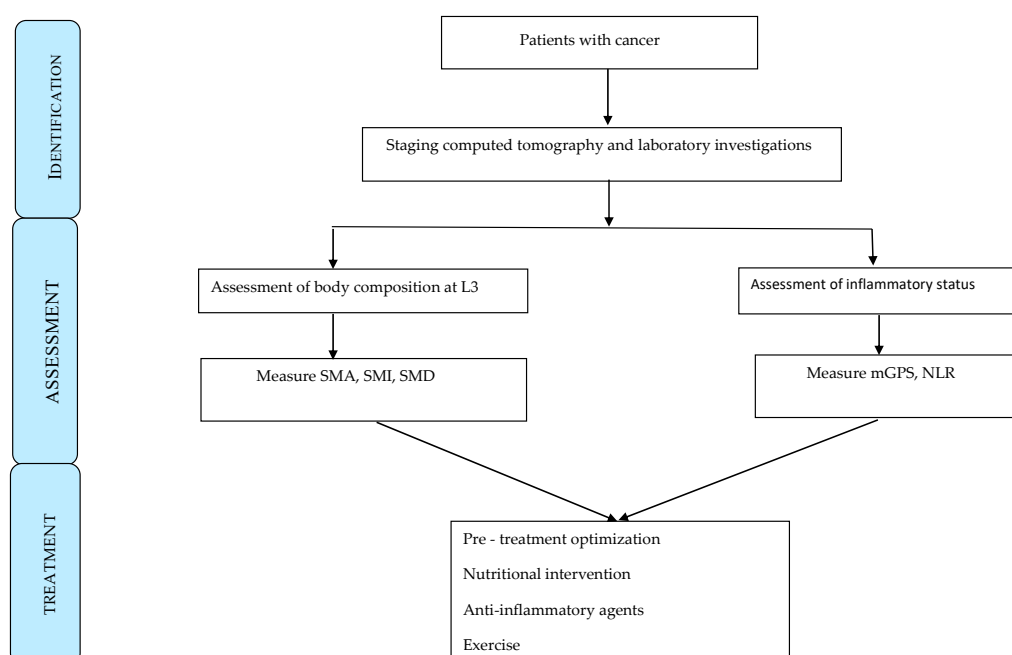 IDENTIFICATION
Patients with cancer
Staging computed tomography and laboratory investigations
ASSESSMENT
Assessment of body composition at L3
Assessment of inflammatory status
Measure SMA, SMI, SMD
Measure mGPS, NLR
TREATMENT
Pre - treatment optimization
Nutritional intervention
Anti-inflammatory agents
Exercise